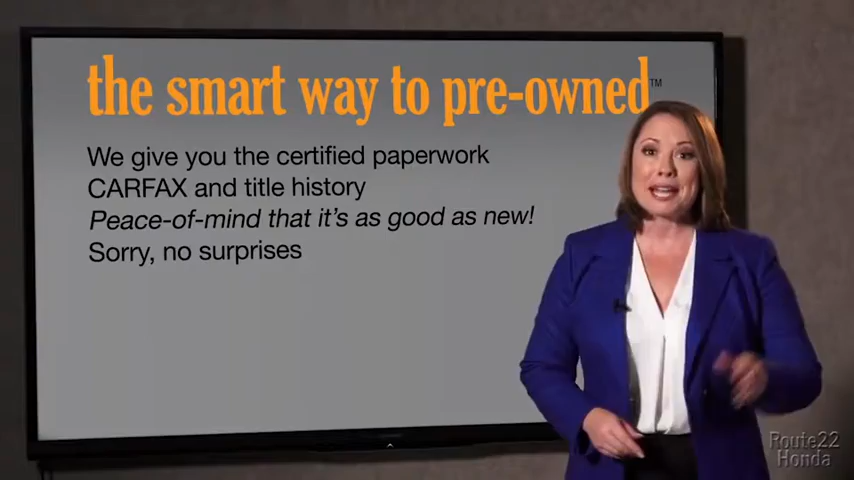 the smart way to pre-owned™
We give you the certified paperwork
CARFAX and title history
Peace-of-mind that it's as good as new!
Sorry, no surprises
Route22
Honda